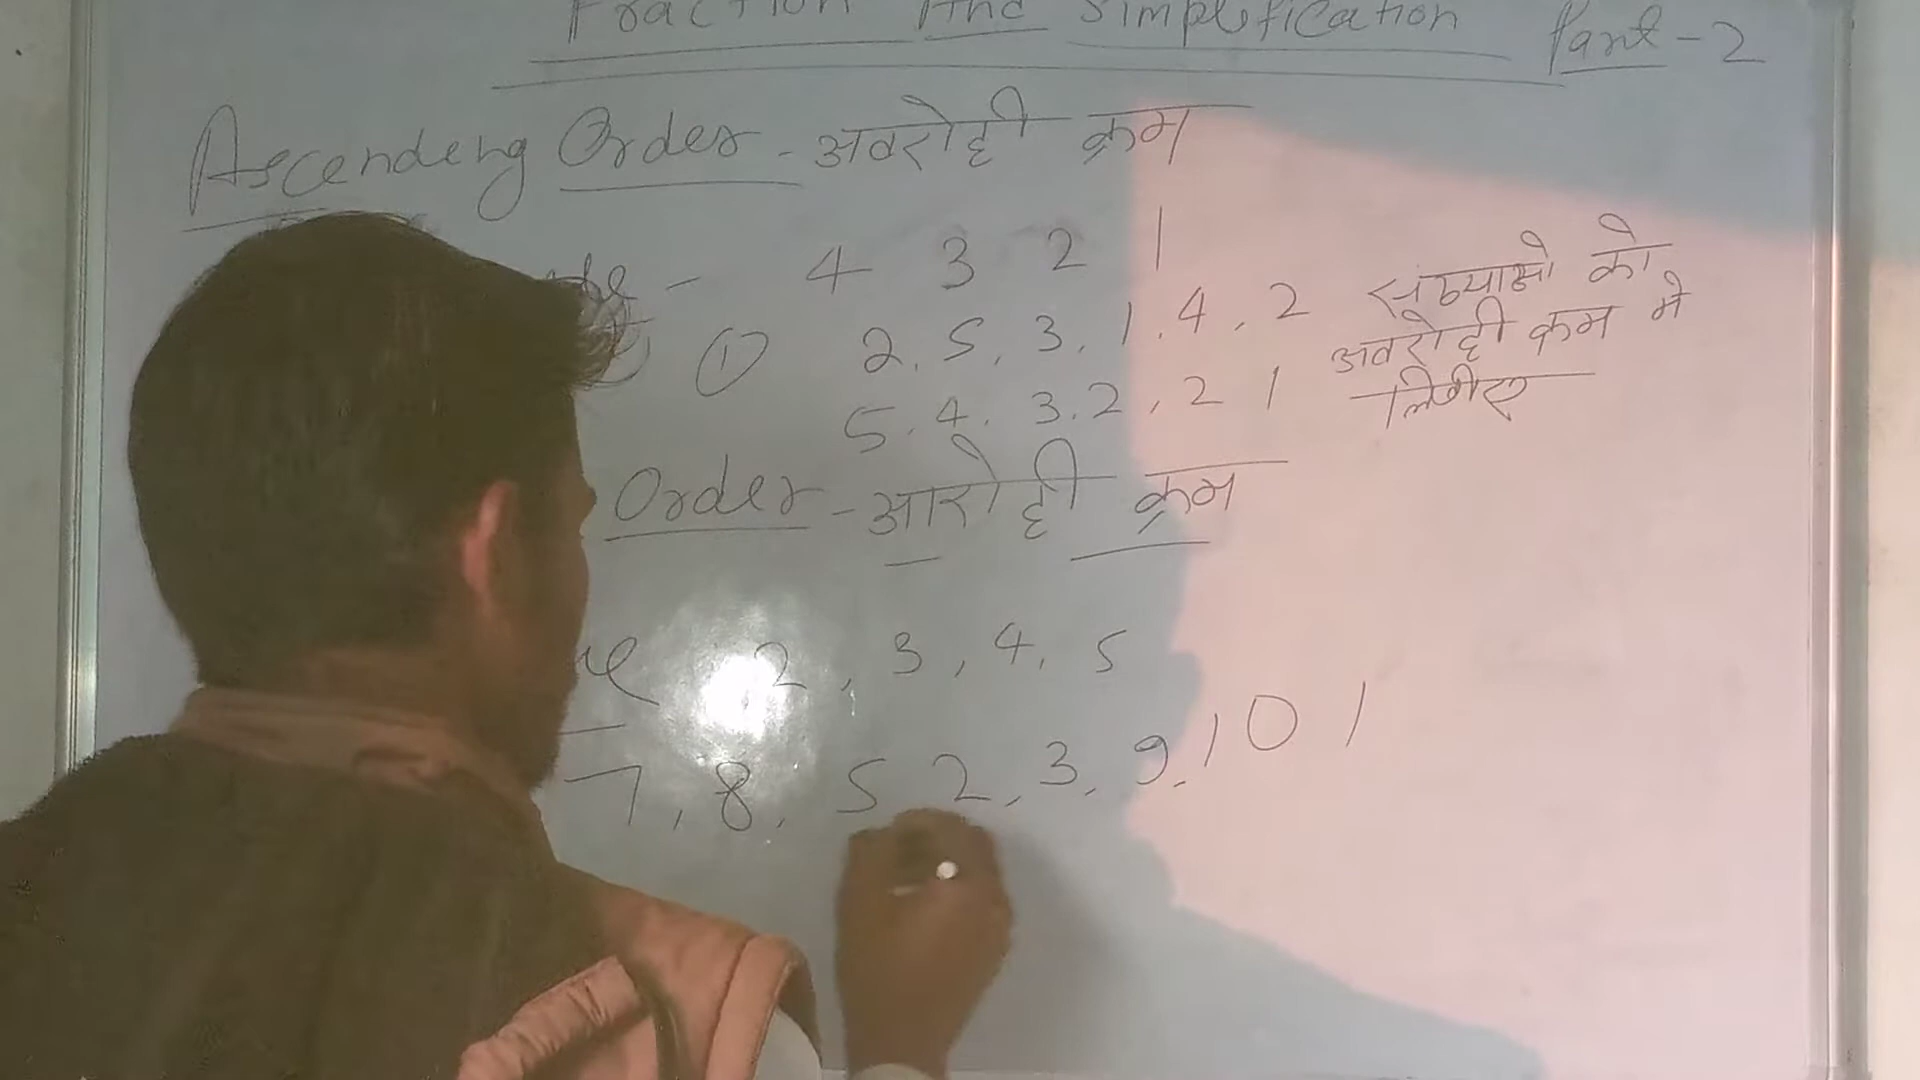 Fraction And Simplification Part-2
Ascending Order - अवरोही क्रम
- 4 3 2 1
① 2, 5, 3, 1, 4, 2 संख्याओ को
अवरोही क्रम मे
5, 4, 3, 2, 2 1 लिजीए
Order - आरोही क्रम
2, 3, 4, 5
7, 8, 5 2, 3, 9, 10 1